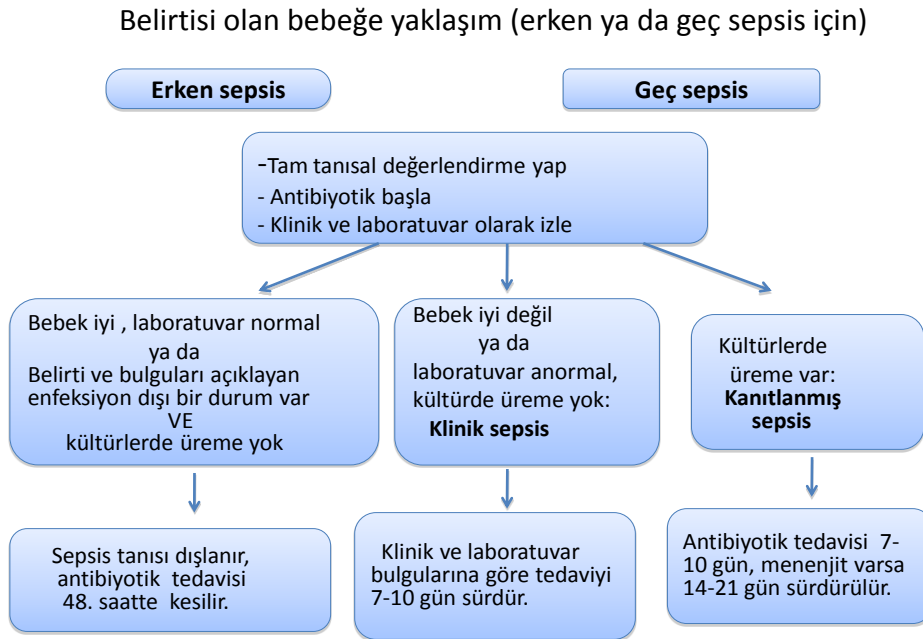 Belirtisi olan bebeğe yaklaşım (erken ya da geç sepsis için)
Erken sepsis
Geç sepsis
-Tam tanısal değerlendirme yap
- Antibiyotik başla
- Klinik ve laboratuvar olarak izle
Bebek iyi , laboratuvar normal
ya da
Belirti ve bulguları açıklayan
enfeksiyon dışı bir durum var
VE
kültürlerde üreme yok
Bebek iyi değil
ya da
laboratuvar anormal,
kültürde üreme yok:
Klinik sepsis
Kültürlerde
üreme var:
Kanıtlanmış
sepsis
Sepsis tanısı dışlanır,
antibiyotik tedavisi
48. saatte kesilir.
Klinik ve laboratuvar
bulgularına göre tedaviyi
7-10 gün sürdür.
Antibiyotik tedavisi 7-
10 gün, menenjit varsa
14-21 gün sürdürülür.